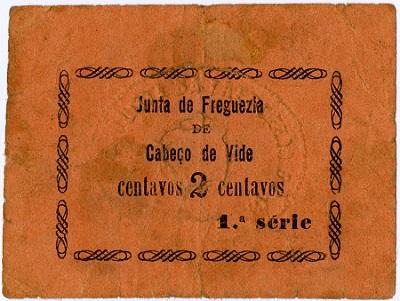 Junta de Freguezia
DE
Cabeço de Vide
centavos 2 centavos
1.ª série